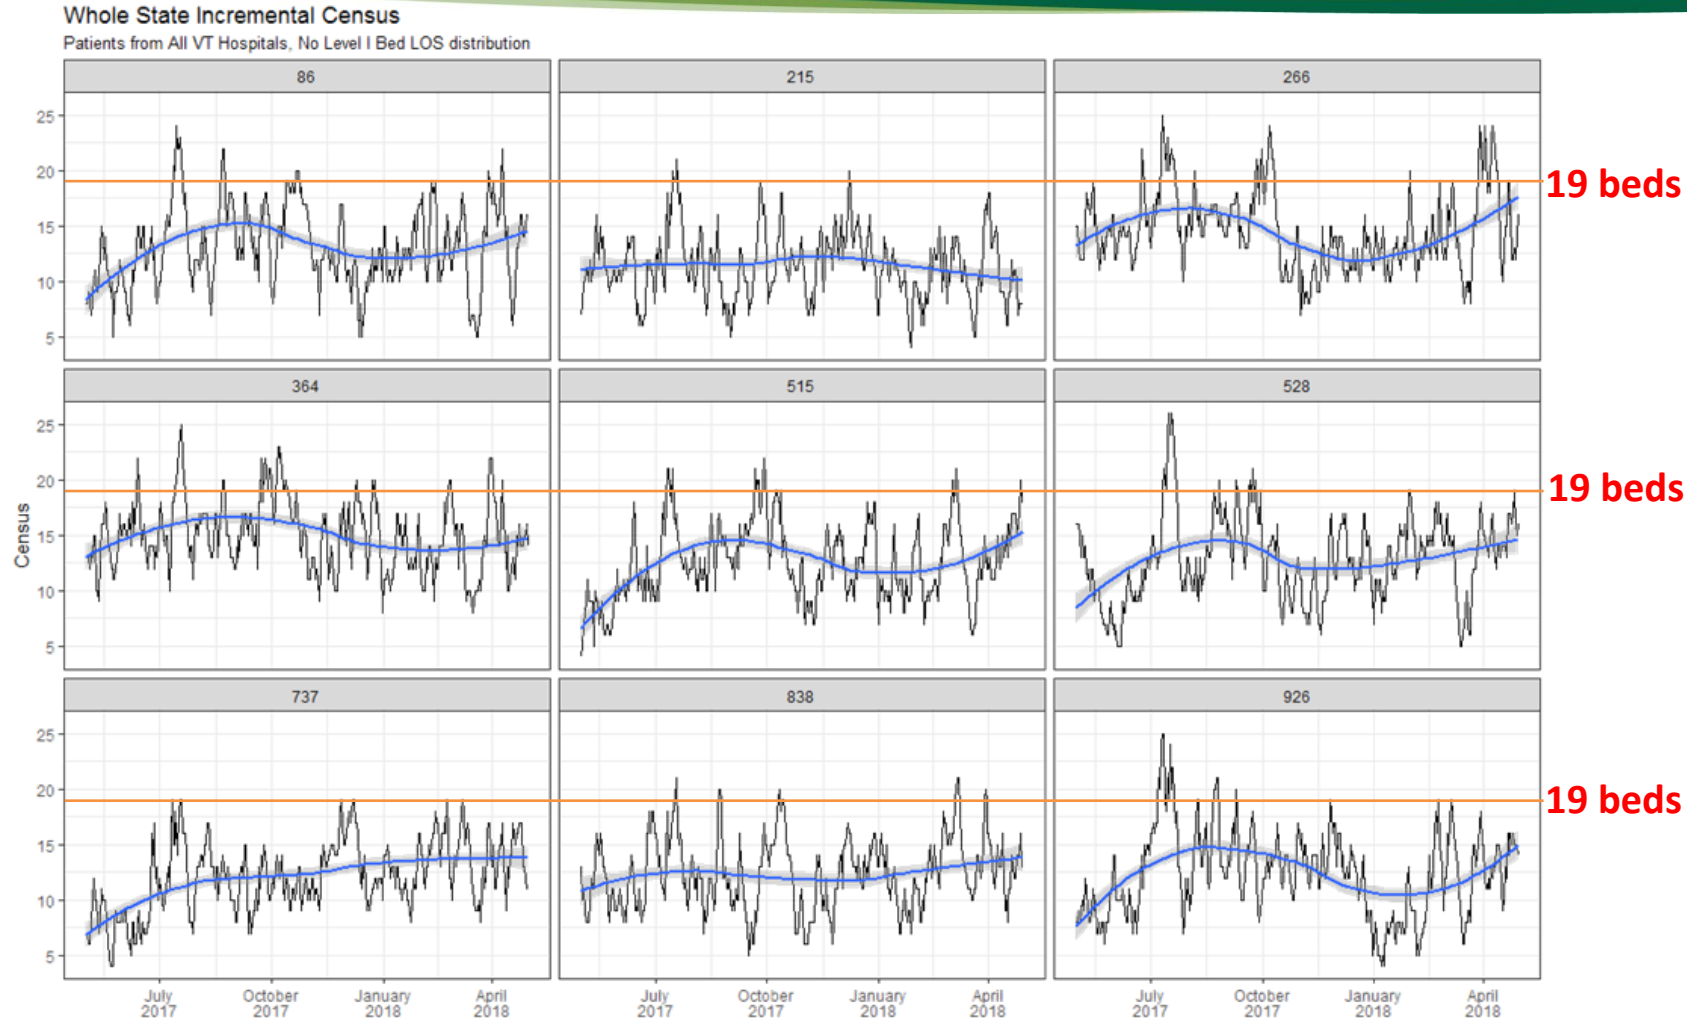 Whole State Incremental Census
Patients from All VT Hospitals, No Level I Bed LOS distribution
86
215
266
25
20
15
10
5
19 beds
364
515
528
25
20
15
10
5
19 beds
Census
737
838
926
25
20
15
10
5
19 beds
July
2017
October
2017
January
2018
April
2018
July
2017
October
2017
January
2018
April
2018
July
2017
October
2017
January
2018
April
2018